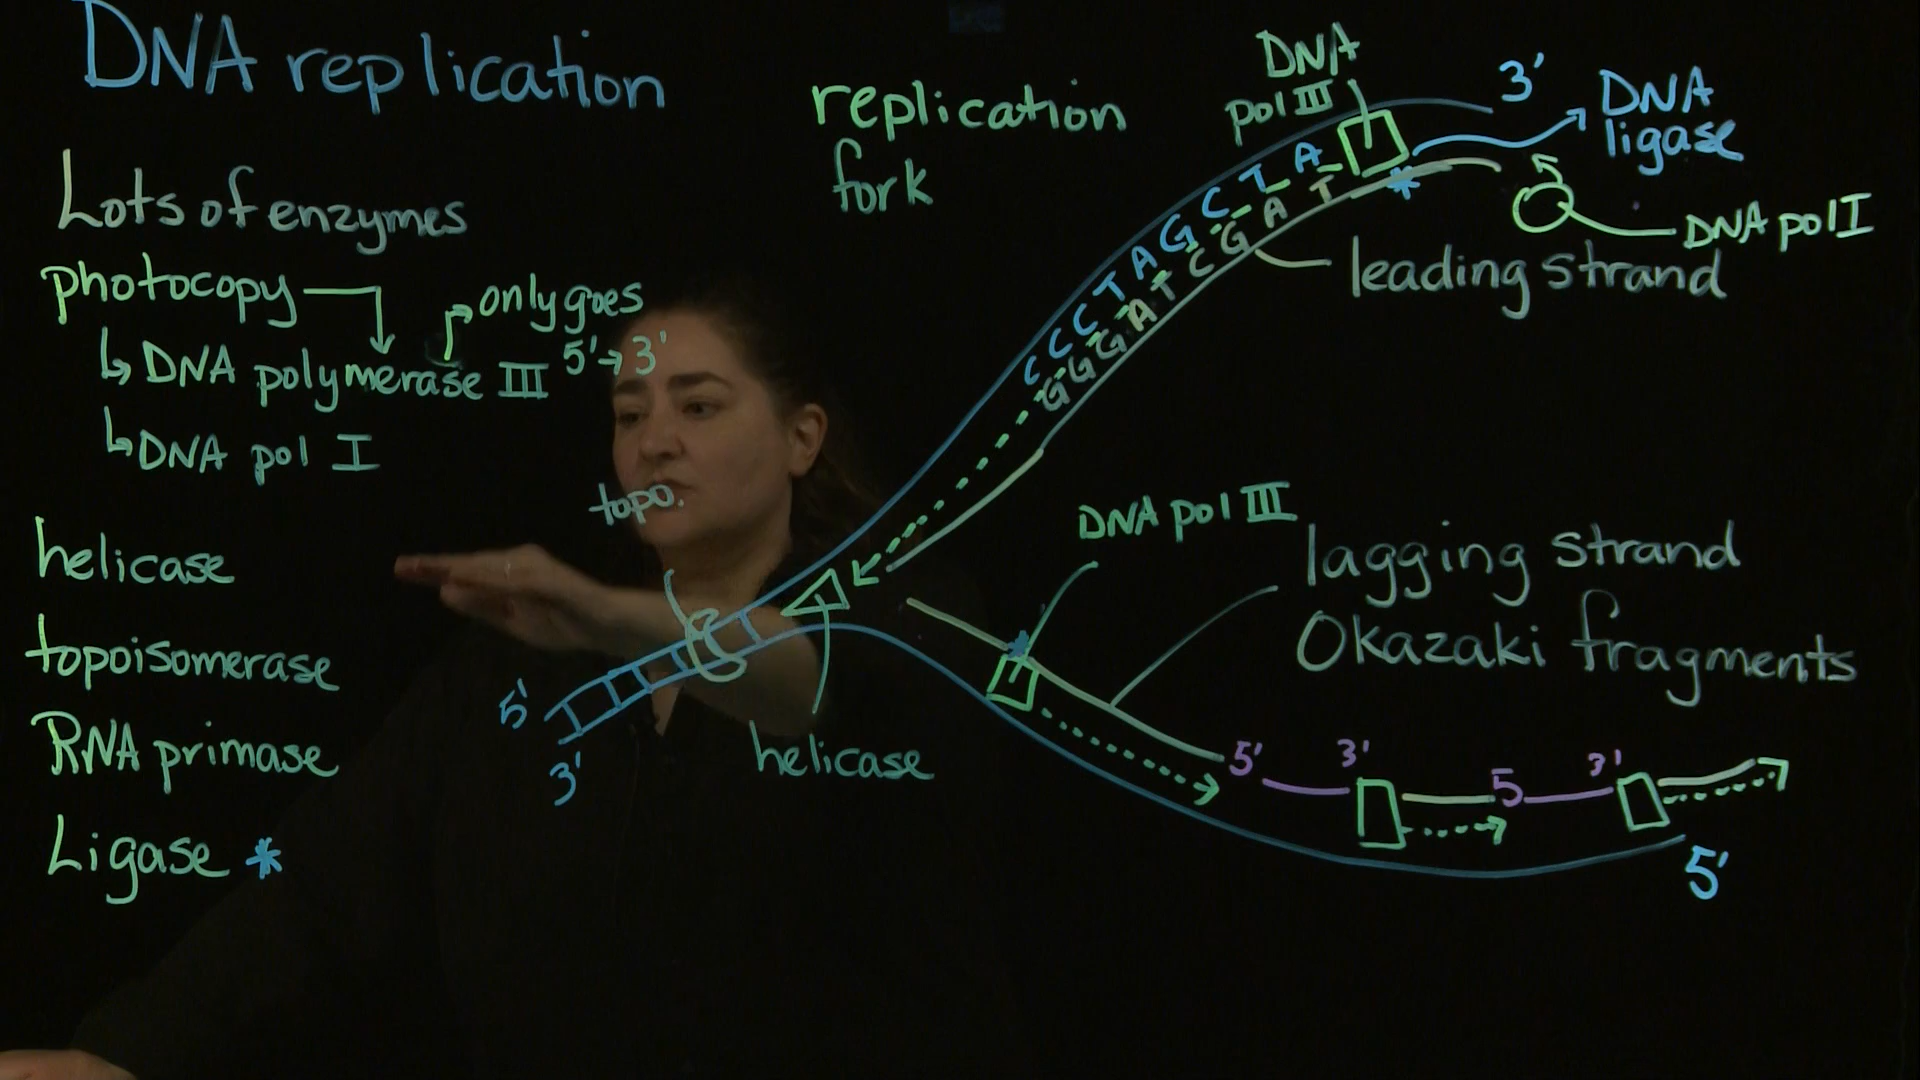 DNA replication
Lots of enzymes
photocopy
↳ DNA polymerase III
only goes
5'→3'
↳ DNA pol I
helicase
topoisomerase
RNA primase
Ligase *
replication
fork
DNA
pol III
3'
DNA
ligase
DNA pol I
leading strand
C C C T A G C T A
G G G A T C G A T
*
topo.
5'
3'
helicase
DNA pol III
lagging strand
Okazaki fragments
*
5' 3' 5 3'
5'